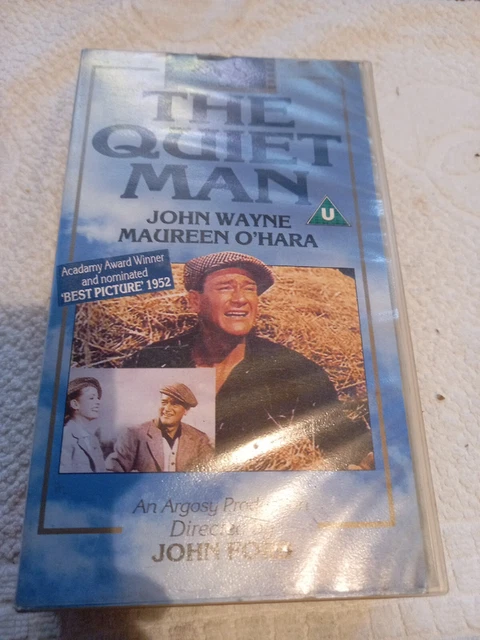 THE
QUIET
MAN
U
JOHN WAYNE
MAUREEN O'HARA
Acadamy Award Winner
and nominated
'BEST PICTURE' 1952
An Argosy
JOHN